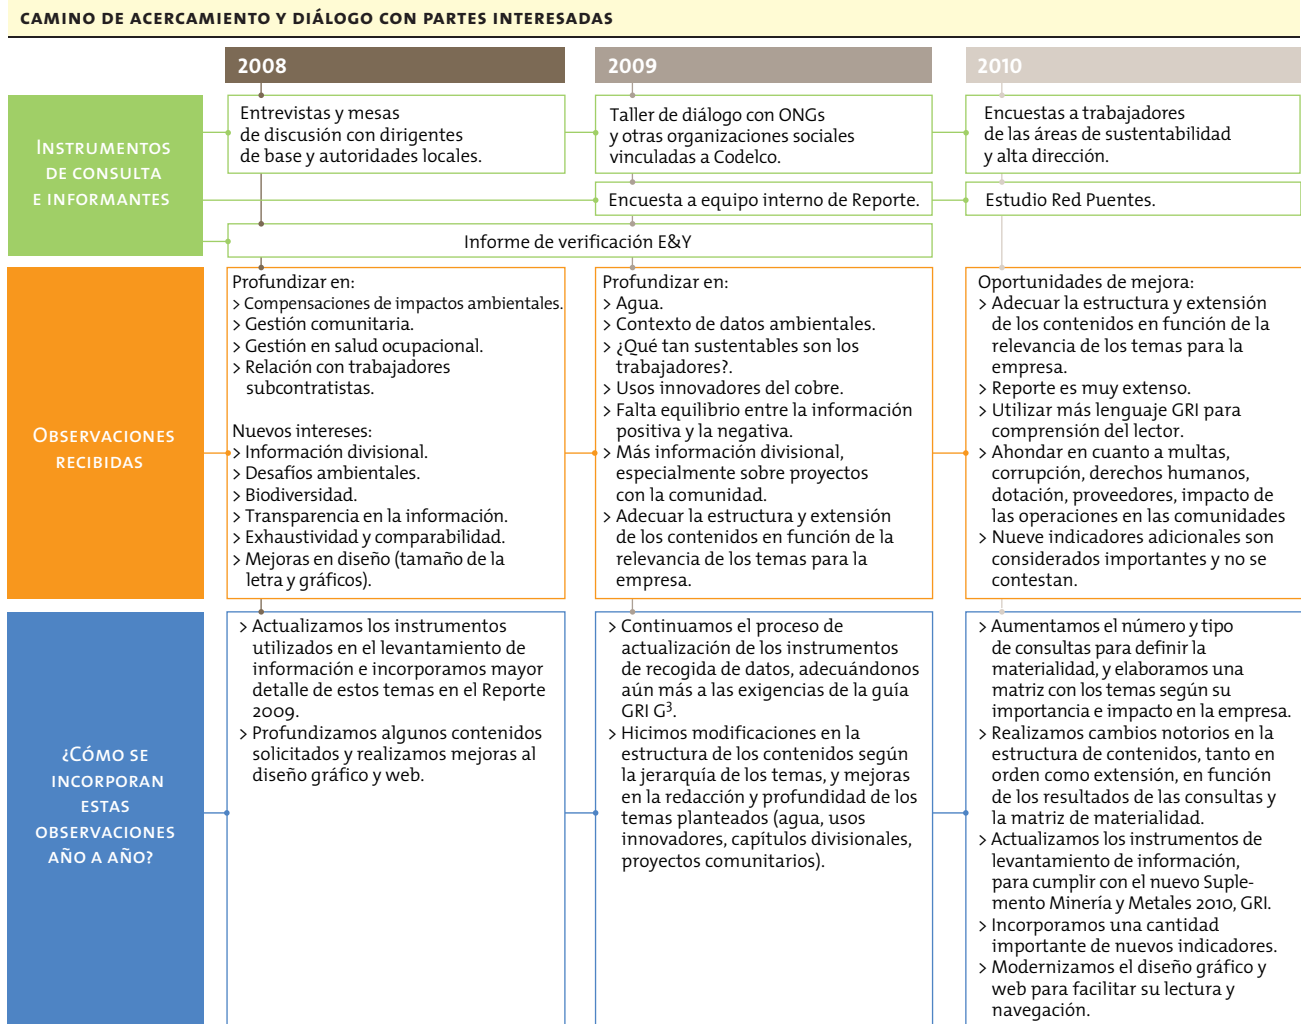 CAMINO DE ACERCAMIENTO Y DIÁLOGO CON PARTES INTERESADAS
2008
2009
2010
INSTRUMENTOS
DE CONSULTA
E INFORMANTES
Entrevistas y mesas
de discusión con dirigentes
de base y autoridades locales.
Taller de diálogo con ONGs
y otras organizaciones sociales
vinculadas a Codelco.
Encuestas a trabajadores
de las áreas de sustentabilidad
y alta dirección.
Encuesta a equipo interno de Reporte.
Estudio Red Puentes.
Informe de verificación E&Y
OBSERVACIONES
RECIBIDAS
Profundizar en:
> Compensaciones de impactos ambientales.
> Gestión comunitaria.
> Gestión en salud ocupacional.
> Relación con trabajadores
subcontratistas.
Nuevos intereses:
> Información divisional.
> Desafíos ambientales.
> Biodiversidad.
> Transparencia en la información.
> Exhaustividad y comparabilidad.
> Mejoras en diseño (tamaño de la
letra y gráficos).
Profundizar en:
> Agua.
> Contexto de datos ambientales.
> ¿Qué tan sustentables son los
trabajadores?.
> Usos innovadores del cobre.
> Falta equilibrio entre la información
positiva y la negativa.
> Más información divisional,
especialmente sobre proyectos
con la comunidad.
> Adecuar la estructura y extensión
de los contenidos en función de la
relevancia de los temas para la
empresa.
Oportunidades de mejora:
> Adecuar la estructura y extensión
de los contenidos en función de la
relevancia de los temas para la
empresa.
> Reporte es muy extenso.
> Utilizar más lenguaje GRI para
comprensión del lector.
> Ahondar en cuanto a multas,
corrupción, derechos humanos,
dotación, proveedores, impacto de
las operaciones en las comunidades
> Nueve indicadores adicionales son
considerados importantes y no se
contestan.
¿CÓMO SE
INCORPORAN
ESTAS
OBSERVACIONES
AÑO A AÑO?
> Actualizamos los instrumentos
utilizados en el levantamiento de
información e incorporamos mayor
detalle de estos temas en el Reporte
2009.
> Profundizamos algunos contenidos
solicitados y realizamos mejoras al
diseño gráfico y web.
> Continuamos el proceso de
actualización de los instrumentos
de recogida de datos, adecuándonos
aún más a las exigencias de la guía
GRI G³.
> Hicimos modificaciones en la
estructura de los contenidos según
la jerarquía de los temas, y mejoras
en la redacción y profundidad de los
temas planteados (agua, usos
innovadores, capítulos divisionales,
proyectos comunitarios).
> Aumentamos el número y tipo
de consultas para definir la
materialidad, y elaboramos una
matriz con los temas según su
importancia e impacto en la empresa.
> Realizamos cambios notorios en la
estructura de contenidos, tanto en
orden como extensión, en función
de los resultados de las consultas y
la matriz de materialidad.
> Actualizamos los instrumentos de
levantamiento de información,
para cumplir con el nuevo Suple-
mento Minería y Metales 2010, GRI.
> Incorporamos una cantidad
importante de nuevos indicadores.
> Modernizamos el diseño gráfico y
web para facilitar su lectura y
navegación.